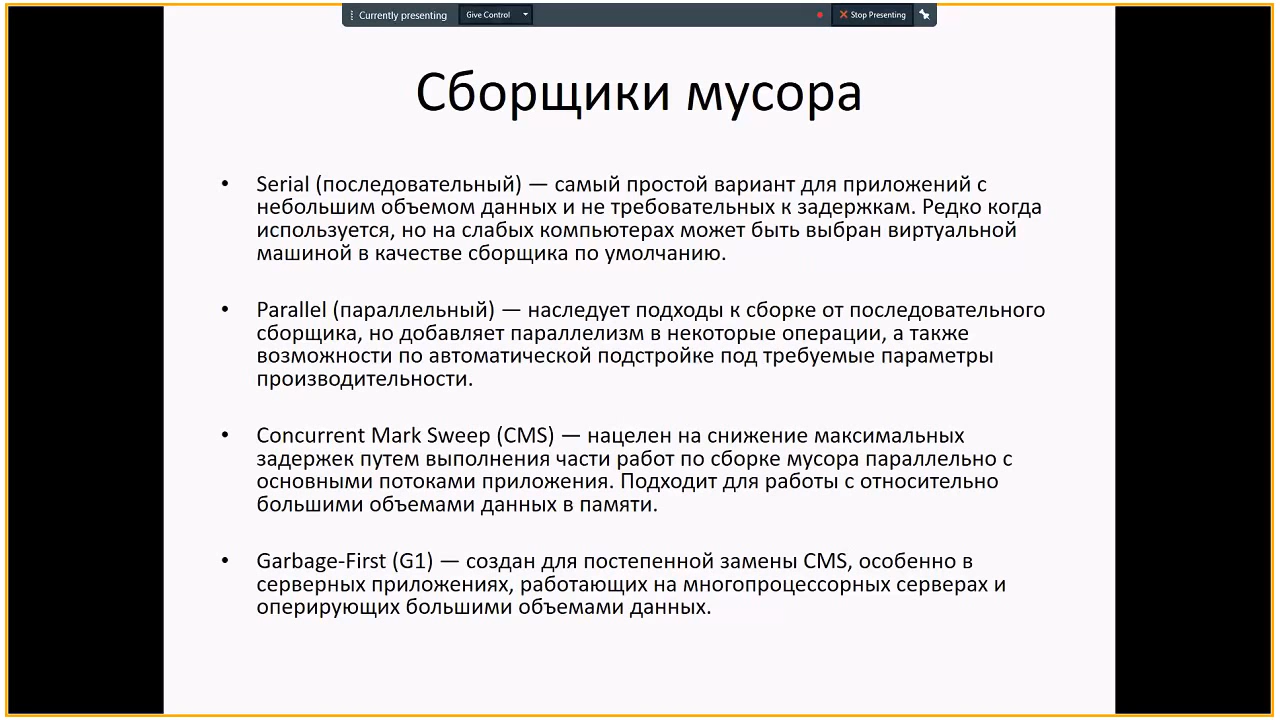 Currently presenting Give Control Stop Presenting
Сборщики мусора
• Serial (последовательный) — самый простой вариант для приложений с
небольшим объемом данных и не требовательных к задержкам. Редко когда
используется, но на слабых компьютерах может быть выбран виртуальной
машиной в качестве сборщика по умолчанию.
• Parallel (параллельный) — наследует подходы к сборке от последовательного
сборщика, но добавляет параллелизм в некоторые операции, а также
возможности по автоматической подстройке под требуемые параметры
производительности.
• Concurrent Mark Sweep (CMS) — нацелен на снижение максимальных
задержек путем выполнения части работ по сборке мусора параллельно с
основными потоками приложения. Подходит для работы с относительно
большими объемами данных в памяти.
• Garbage-First (G1) — создан для постепенной замены CMS, особенно в
серверных приложениях, работающих на многопроцессорных серверах и
оперирующих большими объемами данных.